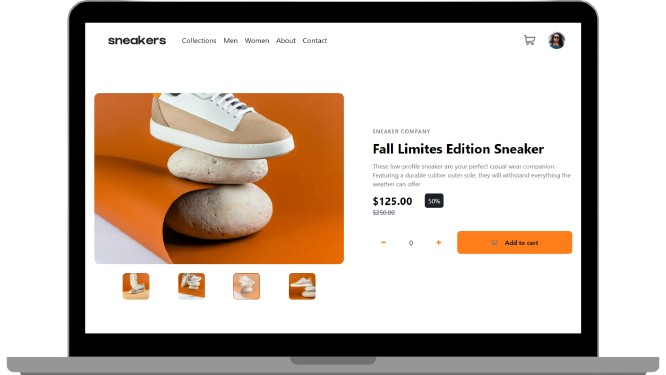 sneakers
Collections Men Women About Contact
SNEAKER COMPANY
Fall Limites Edition Sneaker
These low-profile sneaker are your perfect casual wear companion.
Featuring a durable rubber outer sole, they will withstand everything the
weather can offer
$125.00 50%
$250.00
− 0 + Add to cart